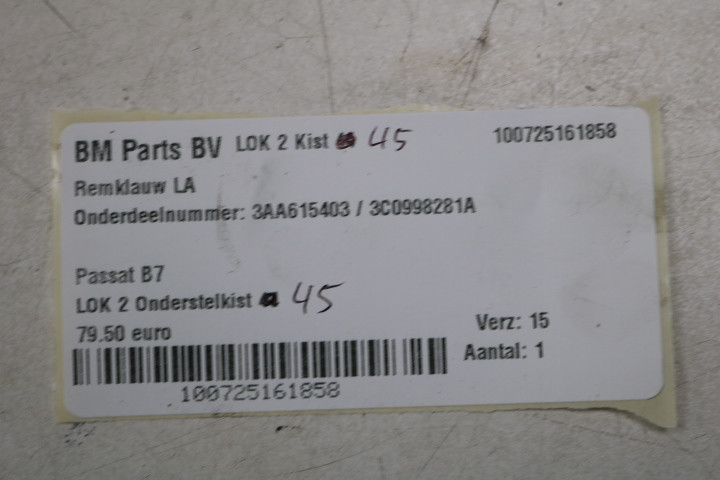 BM Parts BV LOK 2 Kist 45 100725161858
Remklauw LA
Onderdeelnummer: 3AA615403 / 3C0998281A
Passat B7
LOK 2 Onderstelkist 45
79.50 euro Verz: 15
Aantal: 1
100725161858